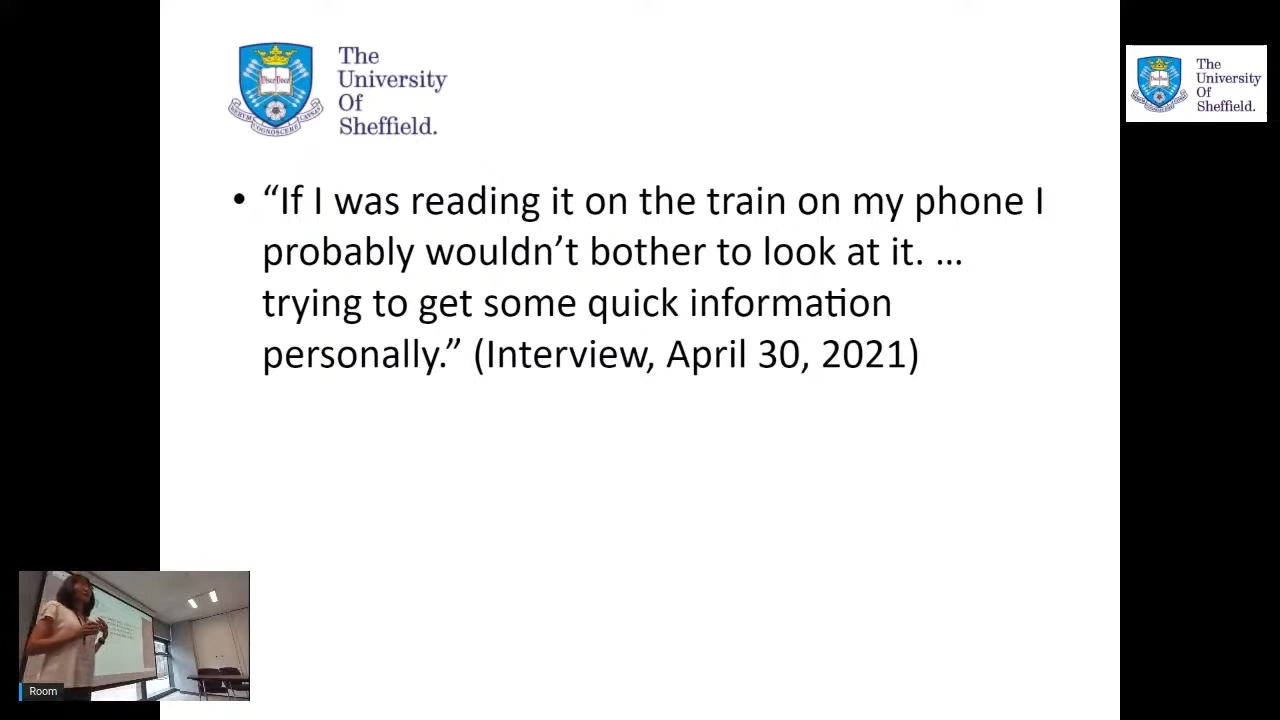 The
University
Of
Sheffield.
• “If I was reading it on the train on my phone I
probably wouldn’t bother to look at it. …
trying to get some quick information
personally.” (Interview, April 30, 2021)
The
University
Of
Sheffield.
Room